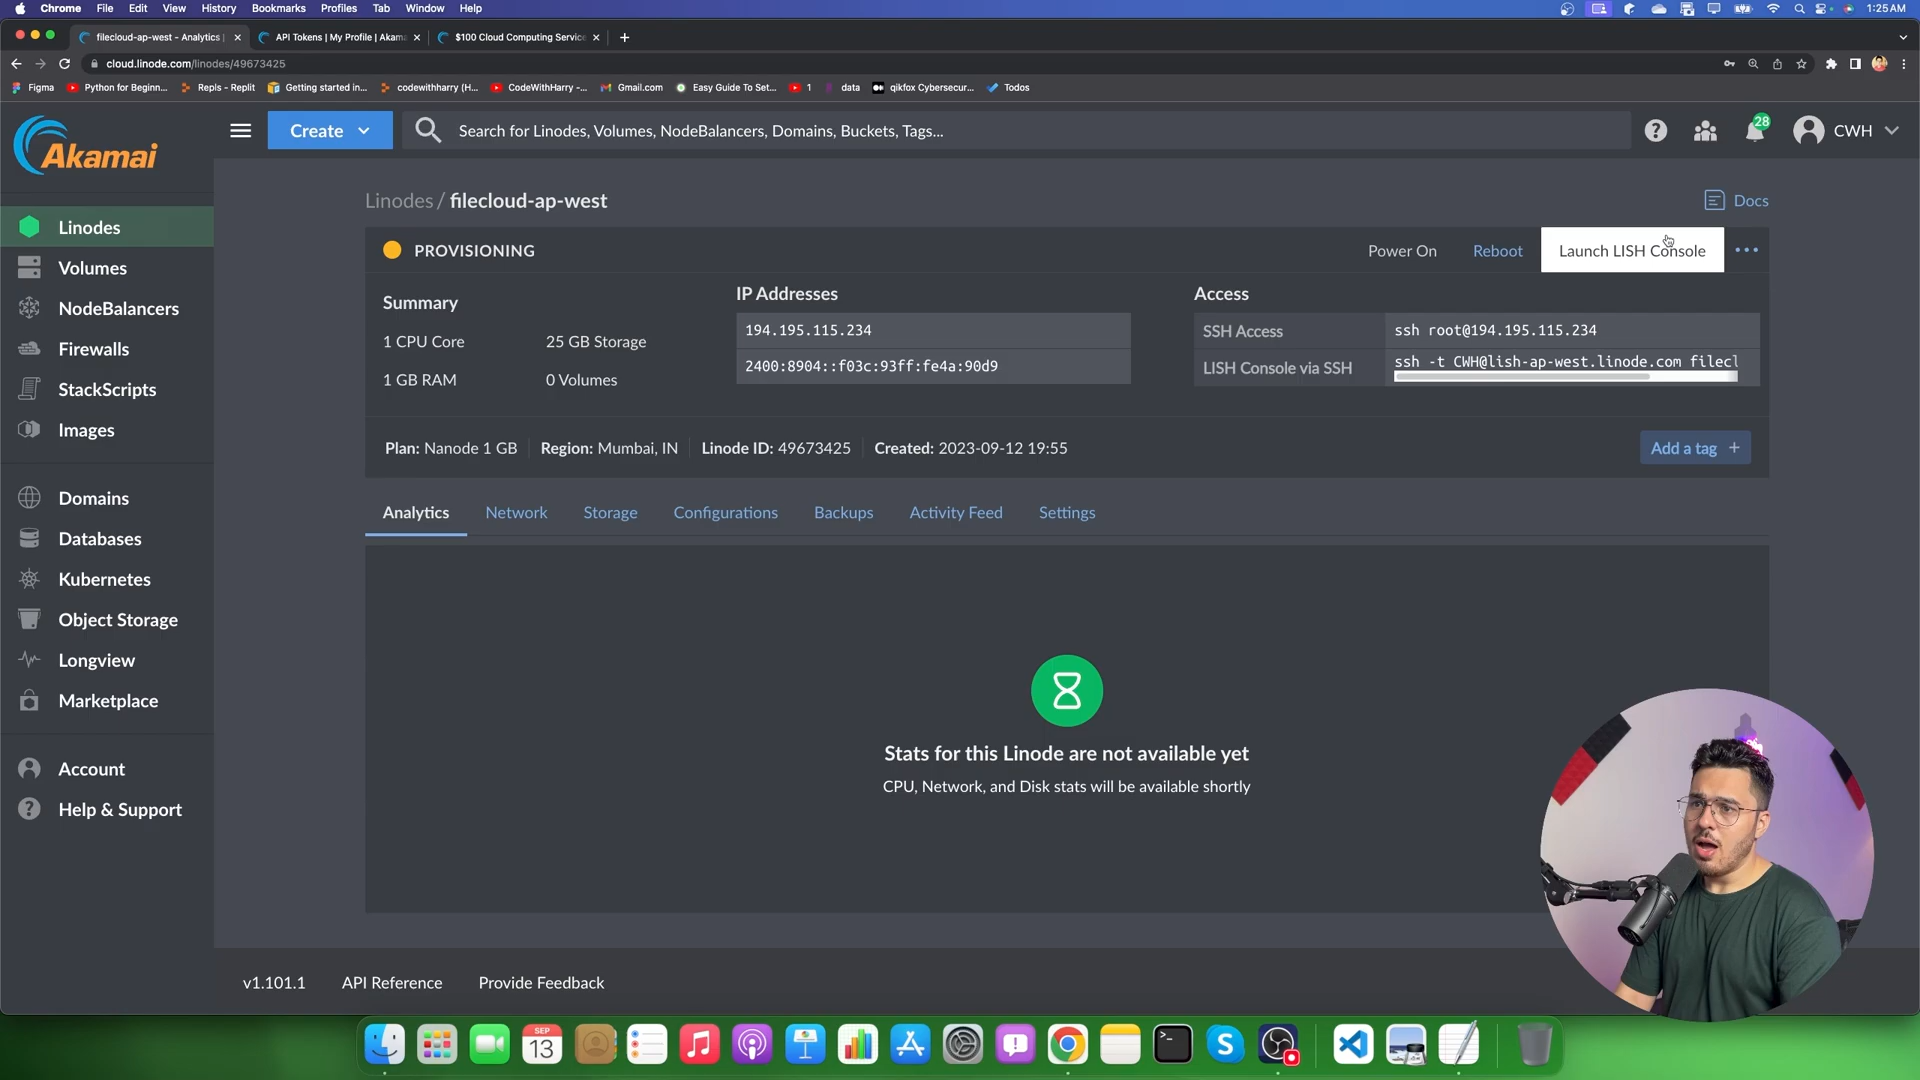 Chrome File Edit View History Bookmarks Profiles Tab Window Help 1:25 AM
filecloud-ap-west - Analytics API Tokens | My Profile | Akama $100 Cloud Computing Service
cloud.linode.com/linodes/49673425
Figma Python for Beginn... Repls - Replit Getting started in... codewithharry (H... CodeWithHarry -... Gmail.com Easy Guide To Set... 1 data qikfox Cybersecur... Todos
Akamai
Create
Search for Linodes, Volumes, NodeBalancers, Domains, Buckets, Tags...
28
CWH
Linodes
Volumes
NodeBalancers
Firewalls
StackScripts
Images
Domains
Databases
Kubernetes
Object Storage
Longview
Marketplace
Account
Help & Support
Linodes / filecloud-ap-west
Docs
PROVISIONING
Power On Reboot Launch LISH Console
Summary
1 CPU Core 25 GB Storage
1 GB RAM 0 Volumes
IP Addresses
194.195.115.234
2400:8904::f03c:93ff:fe4a:90d9
Access
SSH Access ssh root@194.195.115.234
LISH Console via SSH ssh -t CWH@lish-ap-west.linode.com filecl
Plan: Nanode 1 GB Region: Mumbai, IN Linode ID: 49673425 Created: 2023-09-12 19:55
Add a tag +
Analytics Network Storage Configurations Backups Activity Feed Settings
Stats for this Linode are not available yet
CPU, Network, and Disk stats will be available shortly
v1.101.1 API Reference Provide Feedback
SEP
13